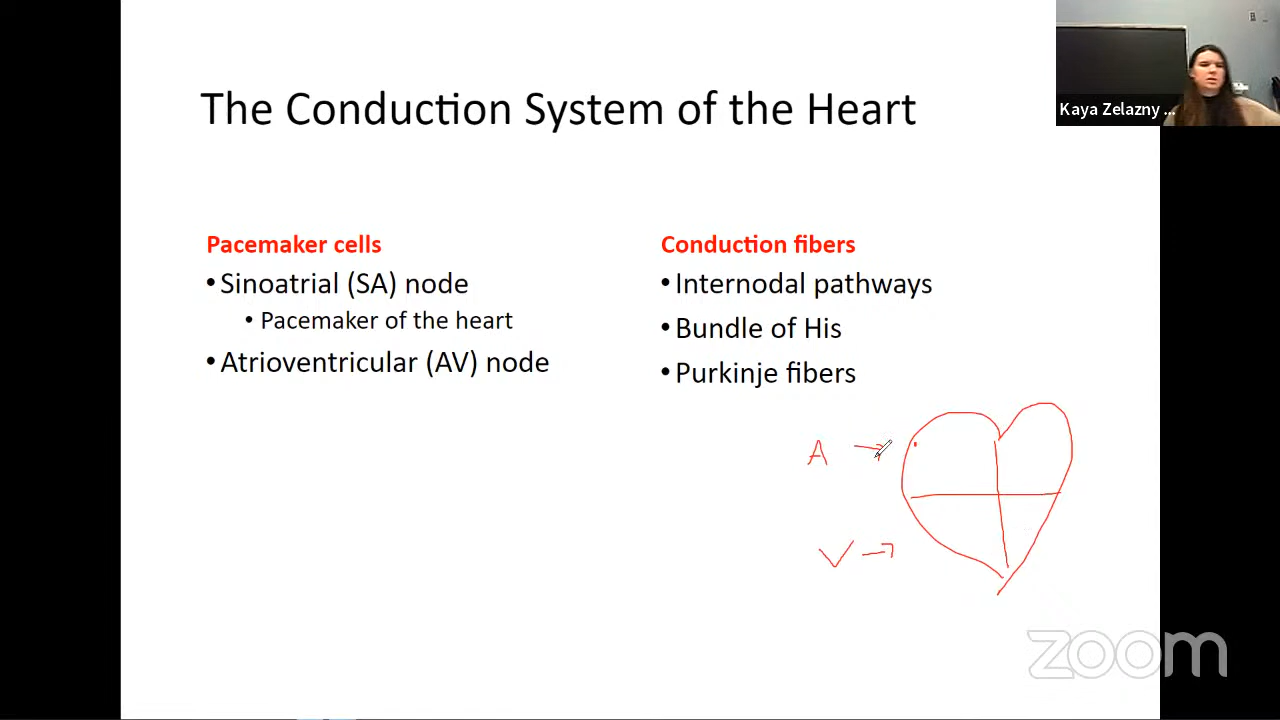 The Conduction System of the Heart
Kaya Zelazny ...
Pacemaker cells
•Sinoatrial (SA) node
• Pacemaker of the heart
•Atrioventricular (AV) node
Conduction fibers
•Internodal pathways
•Bundle of His
•Purkinje fibers
A →
V →
zoom